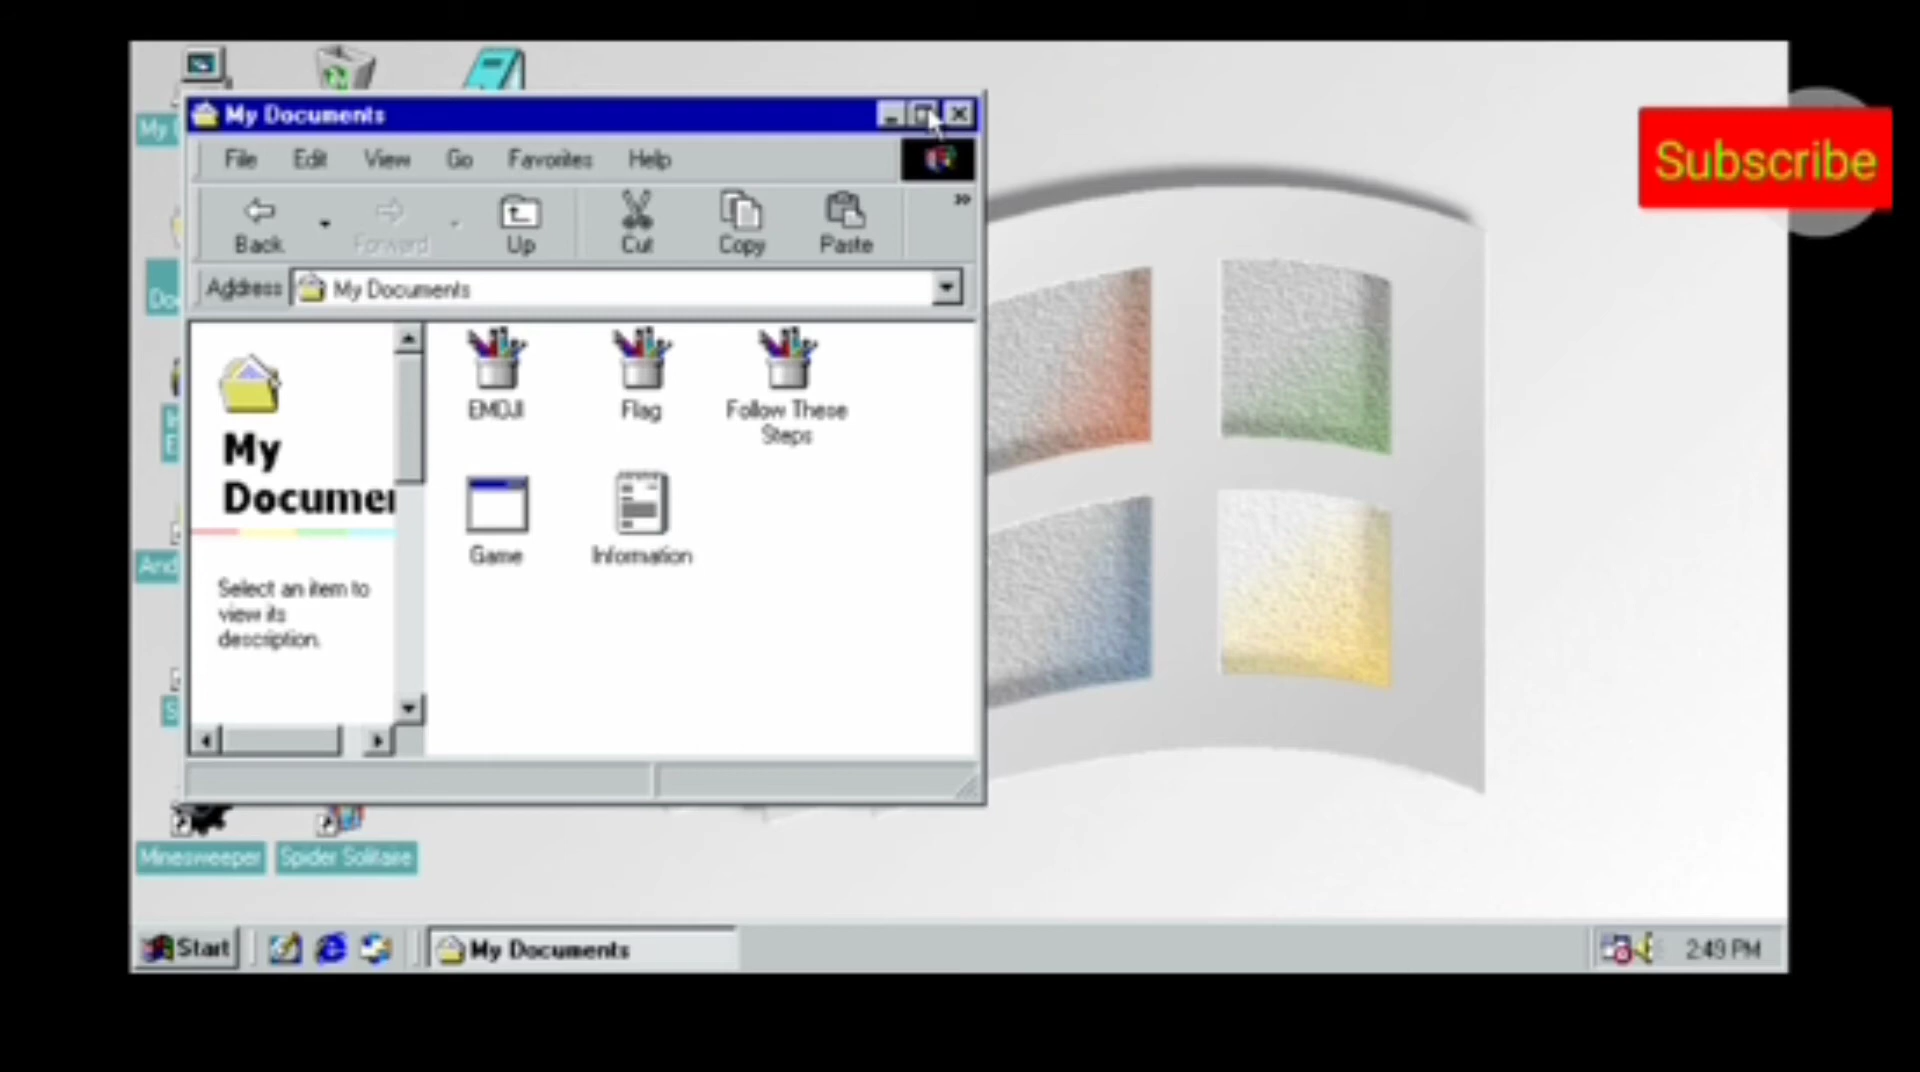 My Documents
File Edit View Go Favorites Help
Subscribe
Back Forward Up Cut Copy Paste
Address My Documents
EMOJI Flag Follow These
Steps
My
Documen
Game Information
Select an item to
view its
description.
Minesweeper Spider Solitaire
Start My Documents 2:49 PM